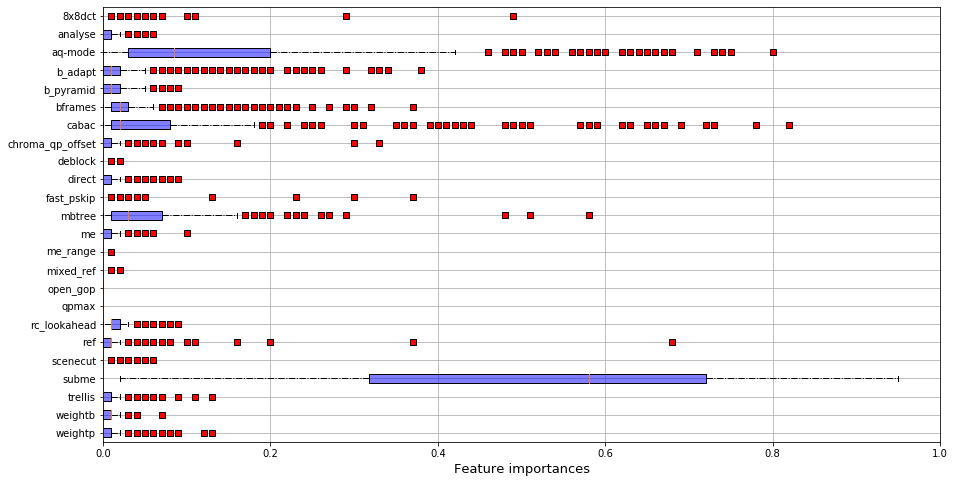 8x8dct
analyse
aq-mode
b_adapt
b_pyramid
bframes
cabac
chroma_qp_offset
deblock
direct
fast_pskip
mbtree
me
me_range
mixed_ref
open_gop
qpmax
rc_lookahead
ref
scenecut
subme
trellis
weightb
weightp
0.0 0.2 0.4 0.6 0.8 1.0
Feature importances